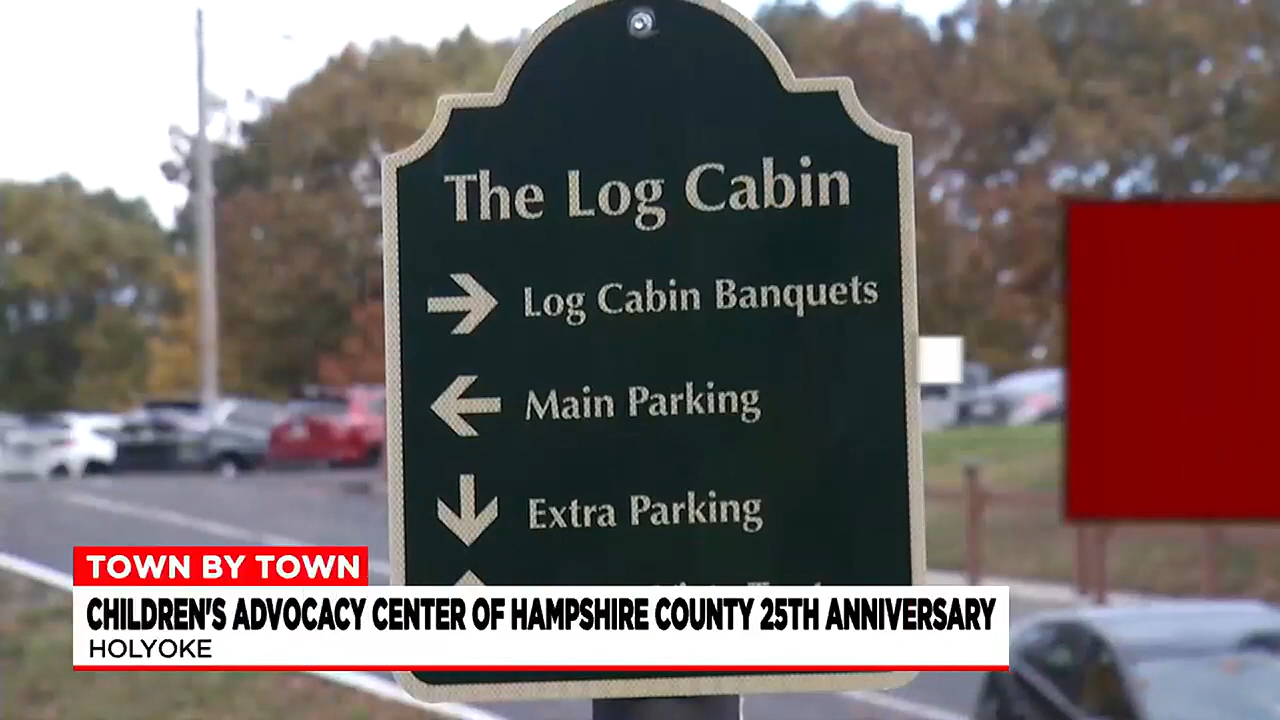 The Log Cabin
Log Cabin Banquets
Main Parking
Extra Parking
TOWN BY TOWN
CHILDREN'S ADVOCACY CENTER OF HAMPSHIRE COUNTY 25TH ANNIVERSARY
HOLYOKE